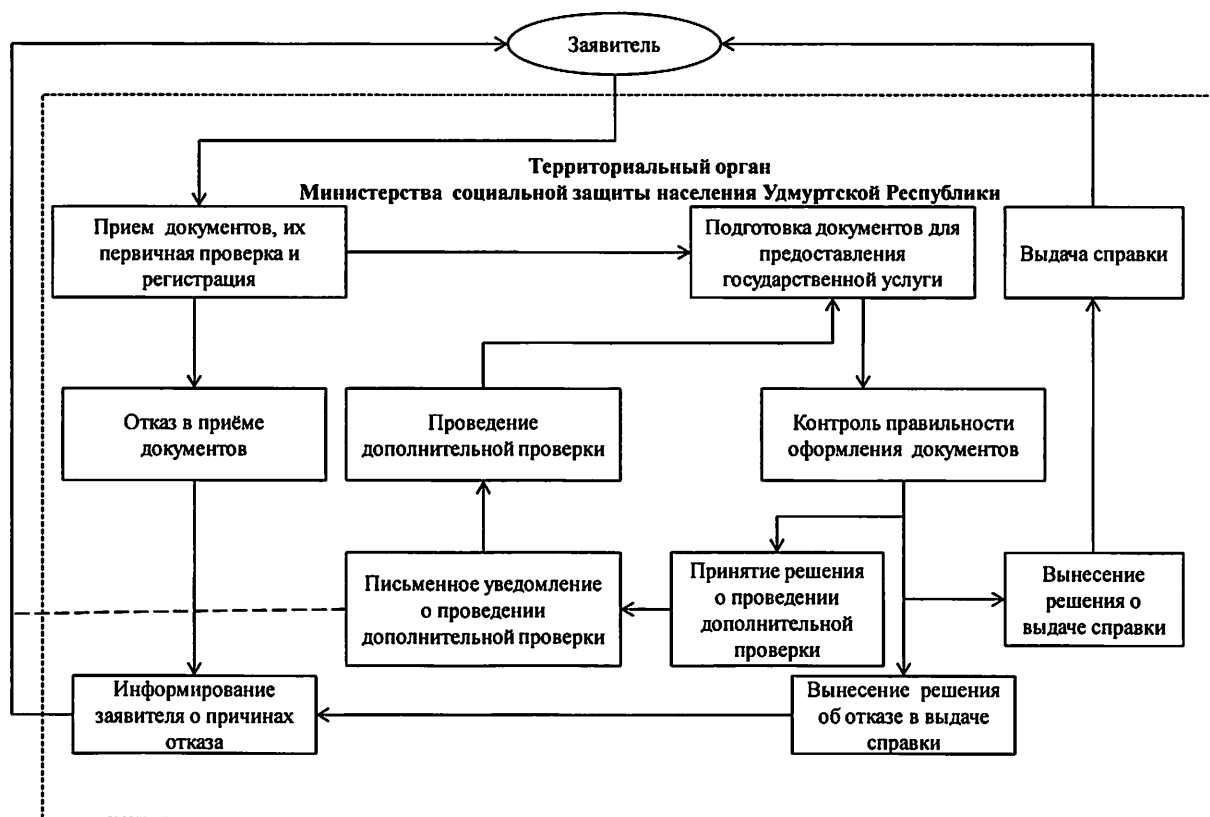 Заявитель
Территориальный орган
Министерства социальной защиты населения Удмуртской Республики
Прием документов, их
первичная проверка и
регистрация
Подготовка документов для
предоставления
государственной услуги
Выдача справки
Отказ в приёме
документов
Проведение
дополнительной проверки
Контроль правильности
оформления документов
Письменное уведомление
о проведении
дополнительной проверки
Принятие решения
о проведении
дополнительной
проверки
Вынесение
решения о
выдаче справки
Информирование
заявителя о причинах
отказа
Вынесение решения
об отказе в выдаче
справки